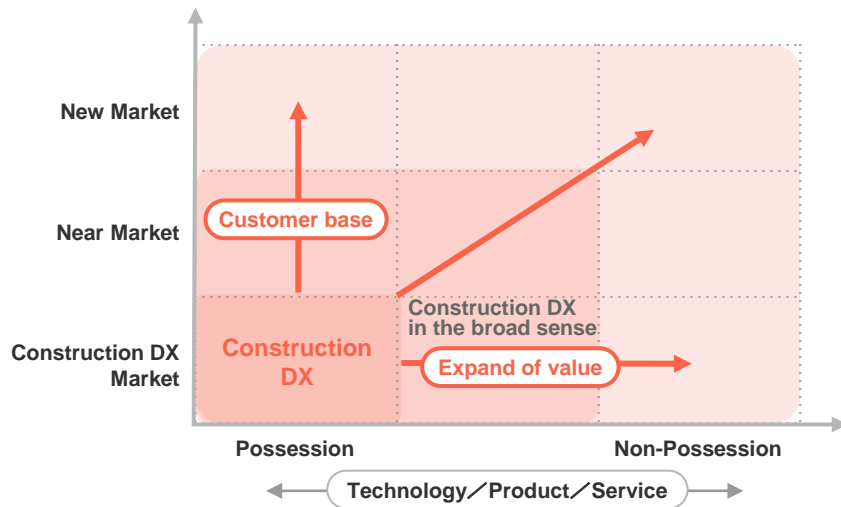 New Market
Customer base
Near Market
Construction DX
in the broad sense
Construction DX
Market
Construction
DX
Expand of value
Possession
Non-Possession
Technology／Product／Service